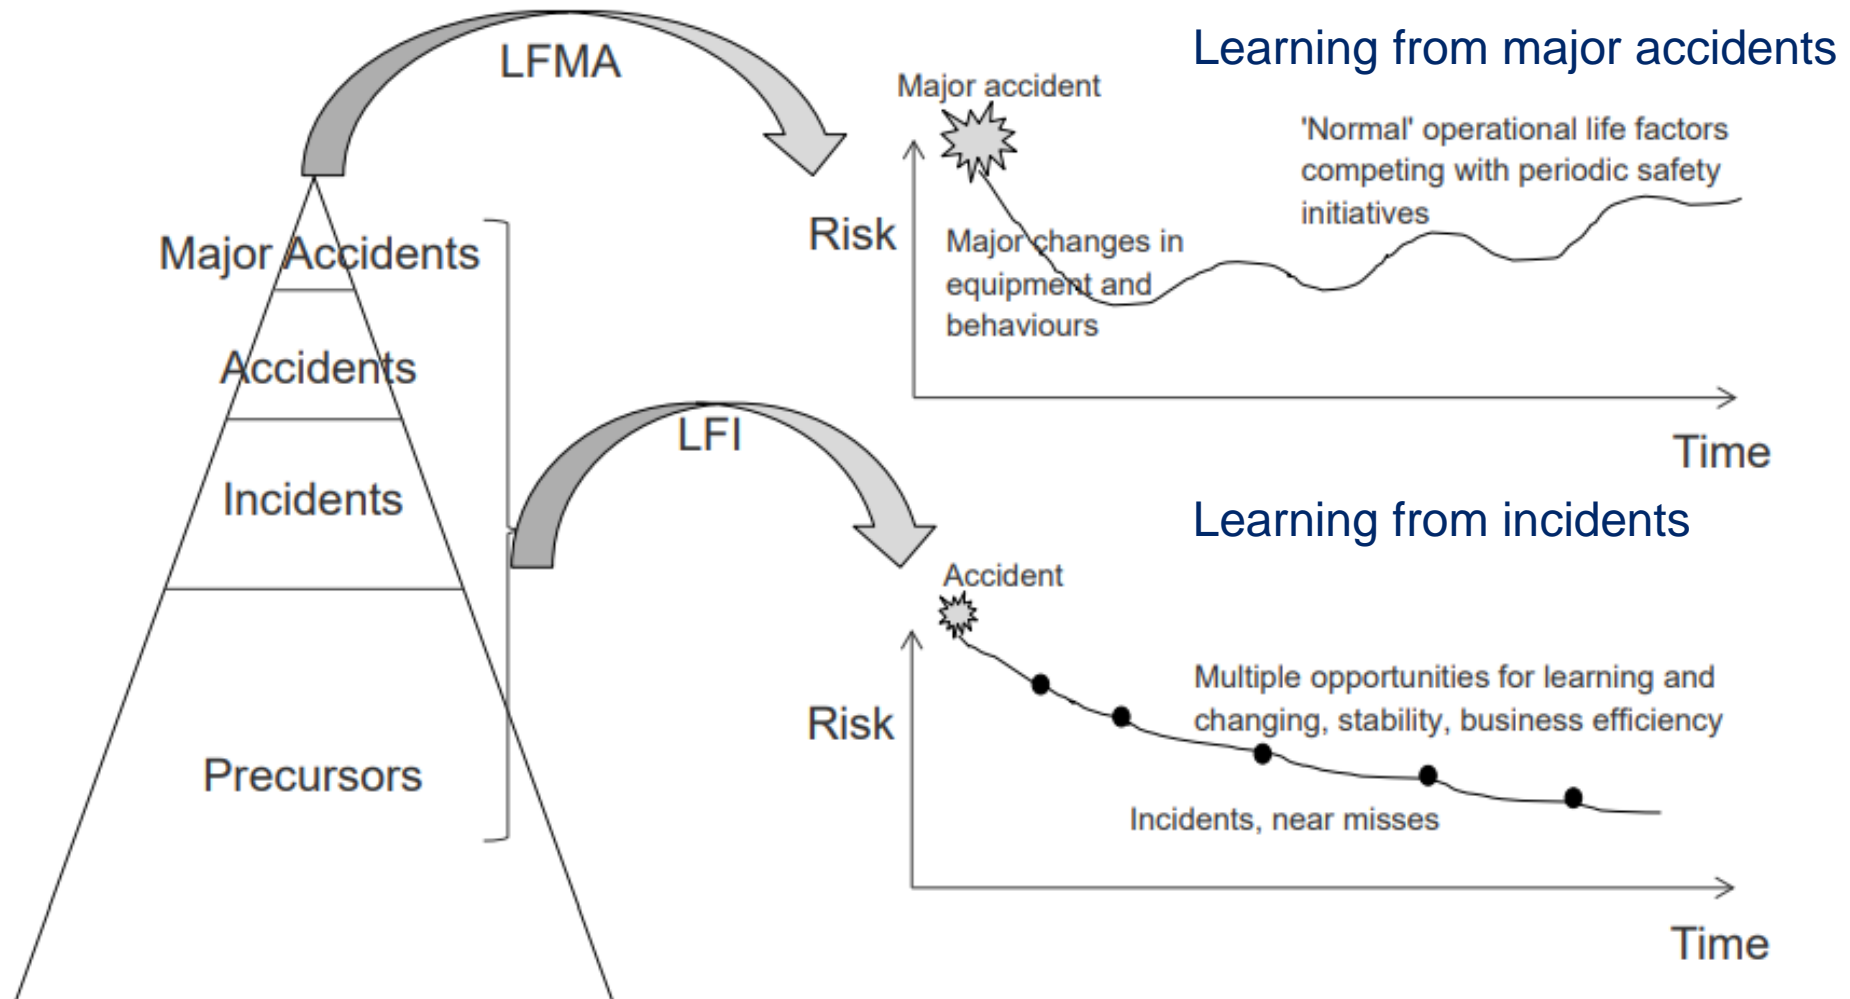 LFMA
Learning from major accidents
Major accident
'Normal' operational life factors
competing with periodic safety
initiatives
Risk
Major changes in
equipment and
behaviours
Time
Major Accidents
Accidents
Incidents
Precursors
LFI
Learning from incidents
Accident
Risk
Multiple opportunities for learning and
changing, stability, business efficiency
Incidents, near misses
Time